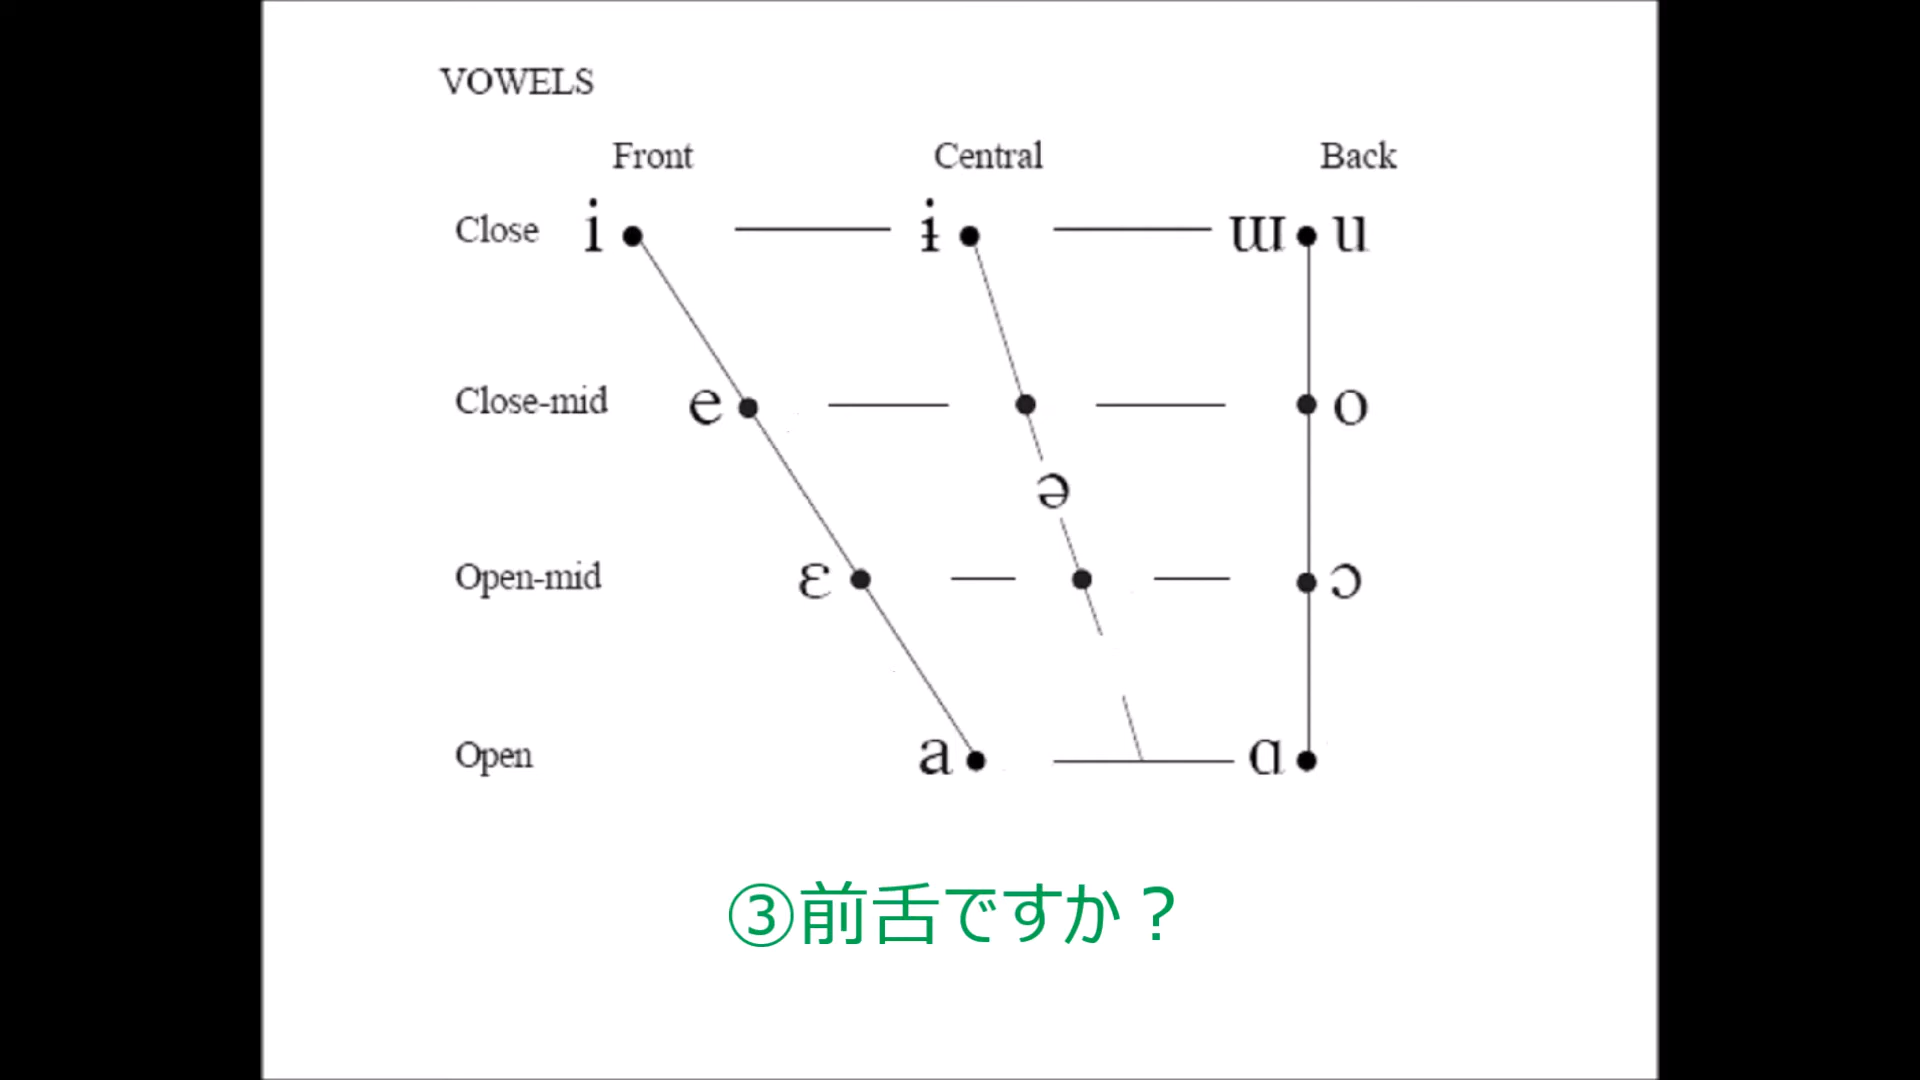 VOWELS
Front Central Back
Close i ɨ ɯ u
Close-mid e o
ə
Open-mid ɛ ɔ
Open a ɑ
③前舌ですか？